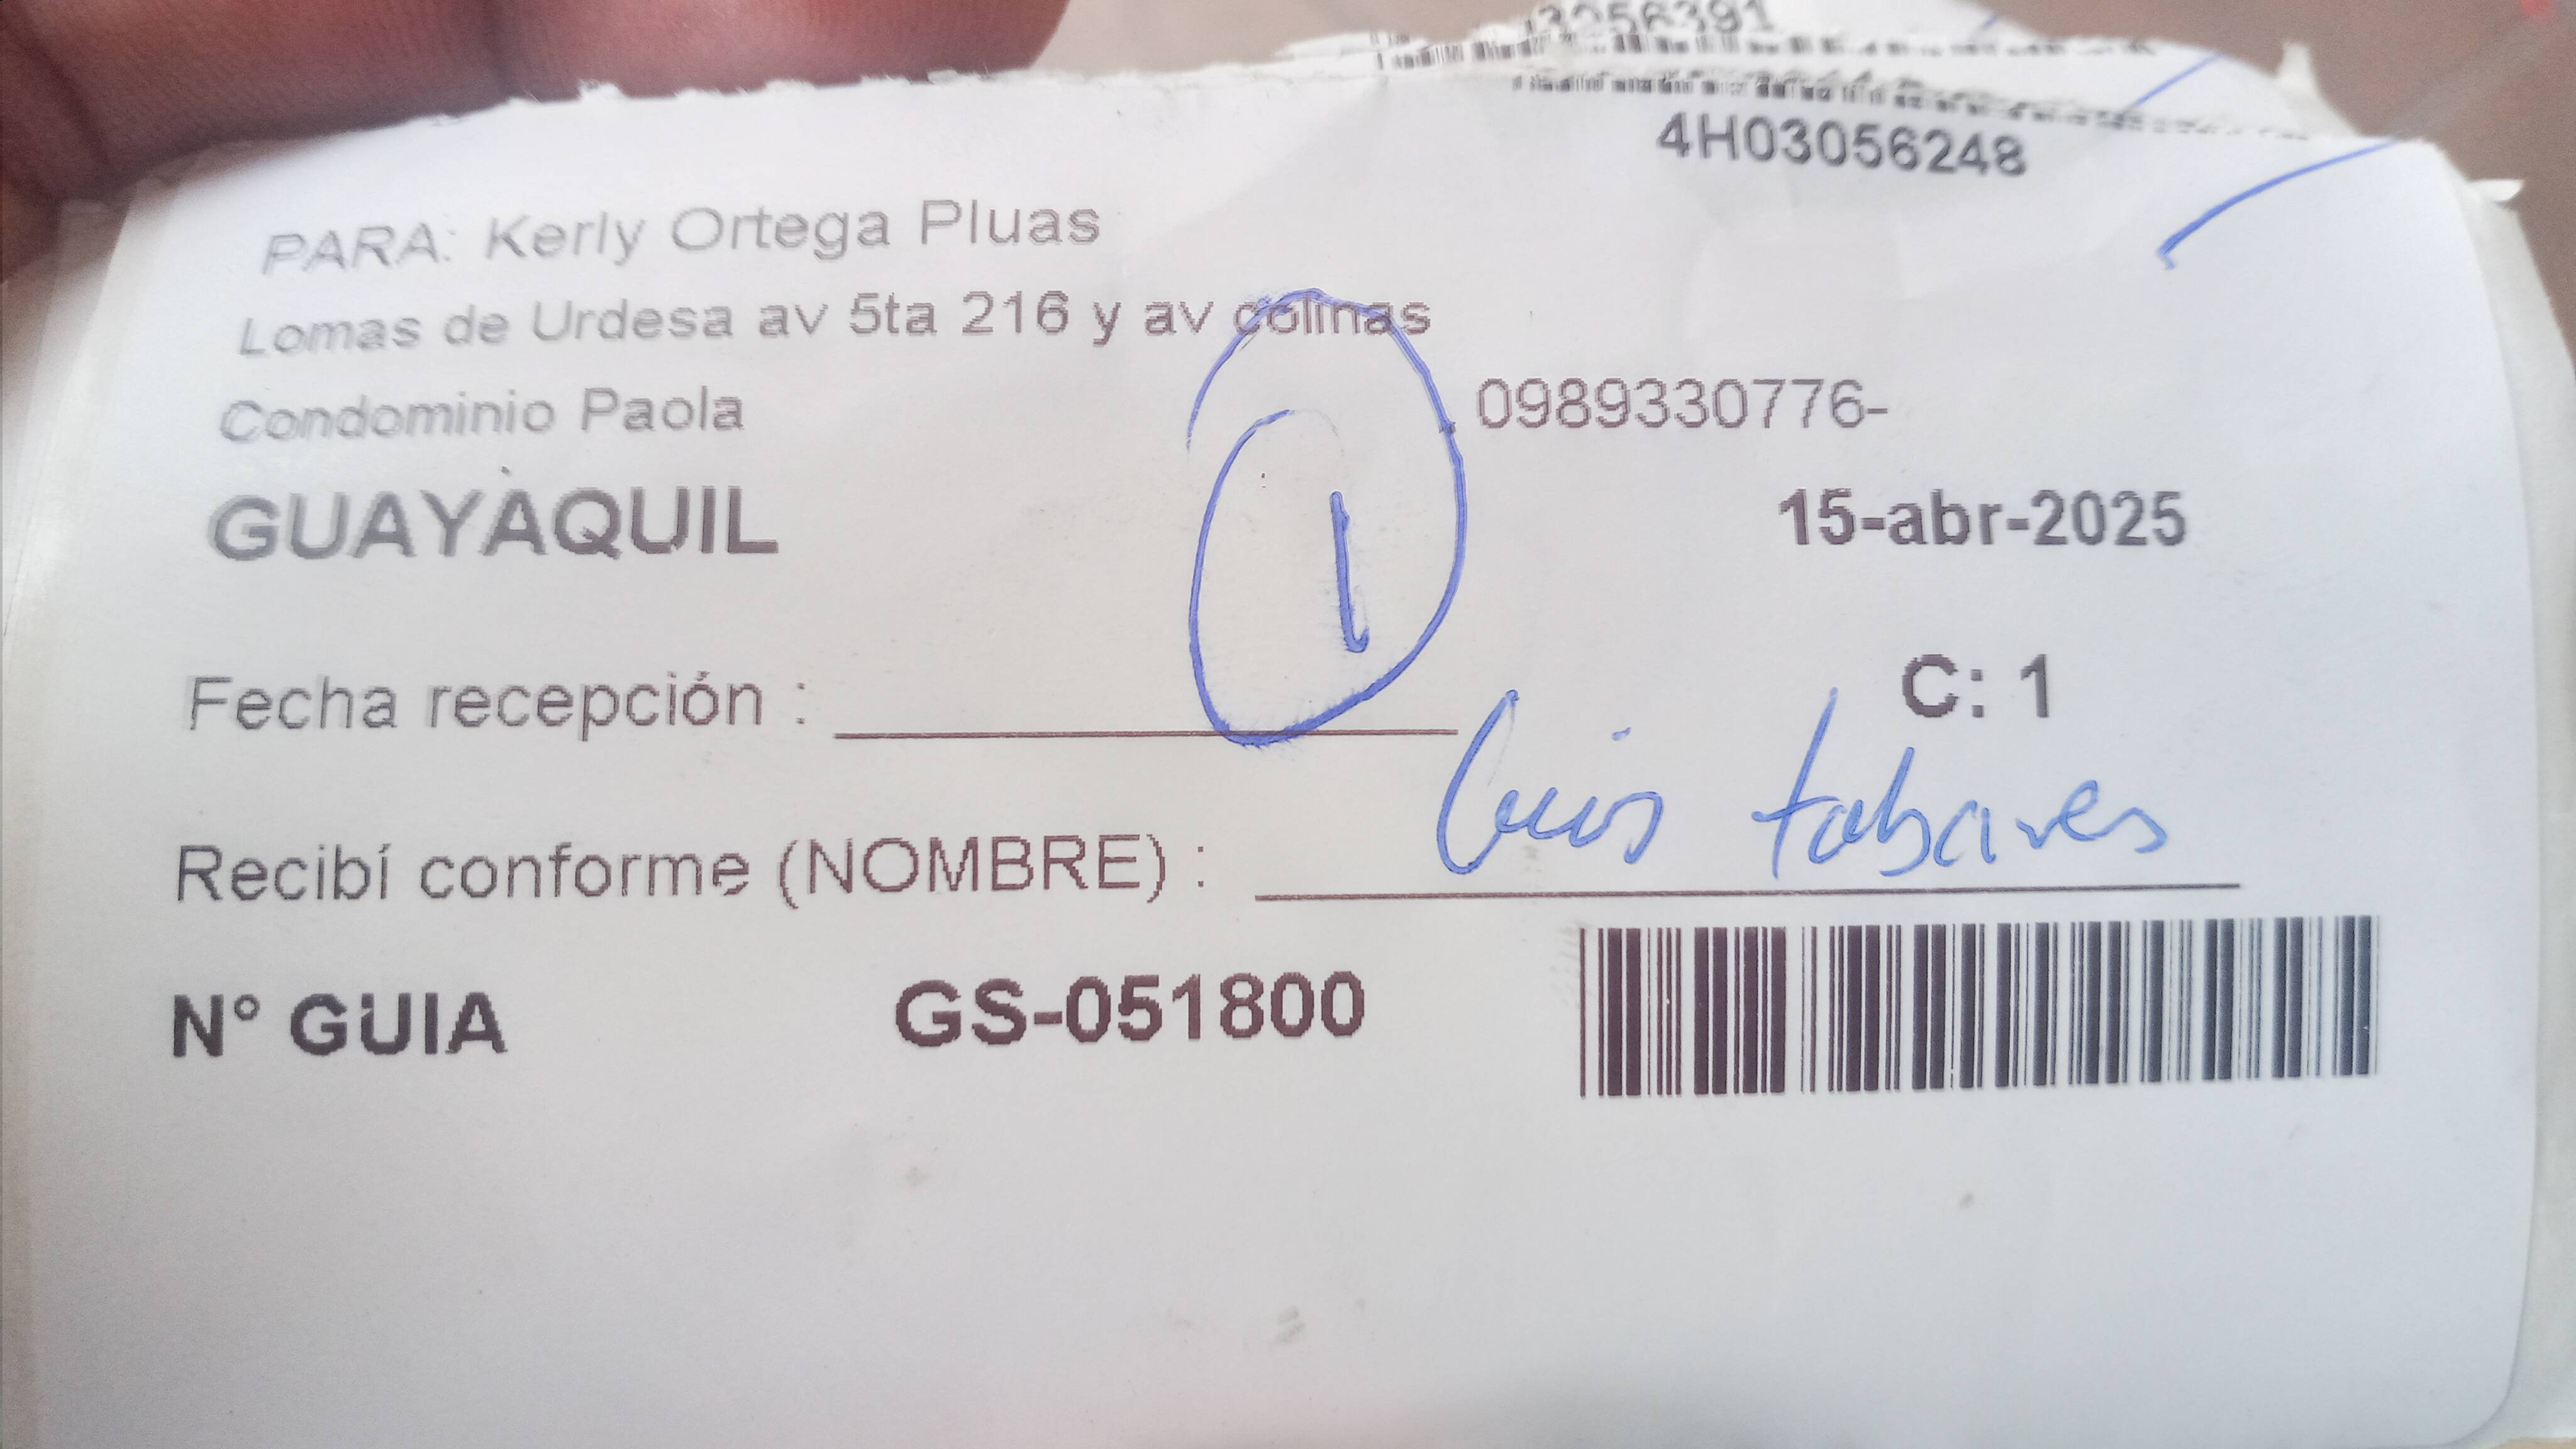 4H03056248
PARA: Kerly Ortega Pluas
Lomas de Urdesa av 5ta 216 y av colinas
Condominio Paola 0989330776-
GUAYAQUIL 15-abr-2025
1
Fecha recepción : C: 1
Recibí conforme (NOMBRE) : Luis tabares
N° GUIA GS-051800